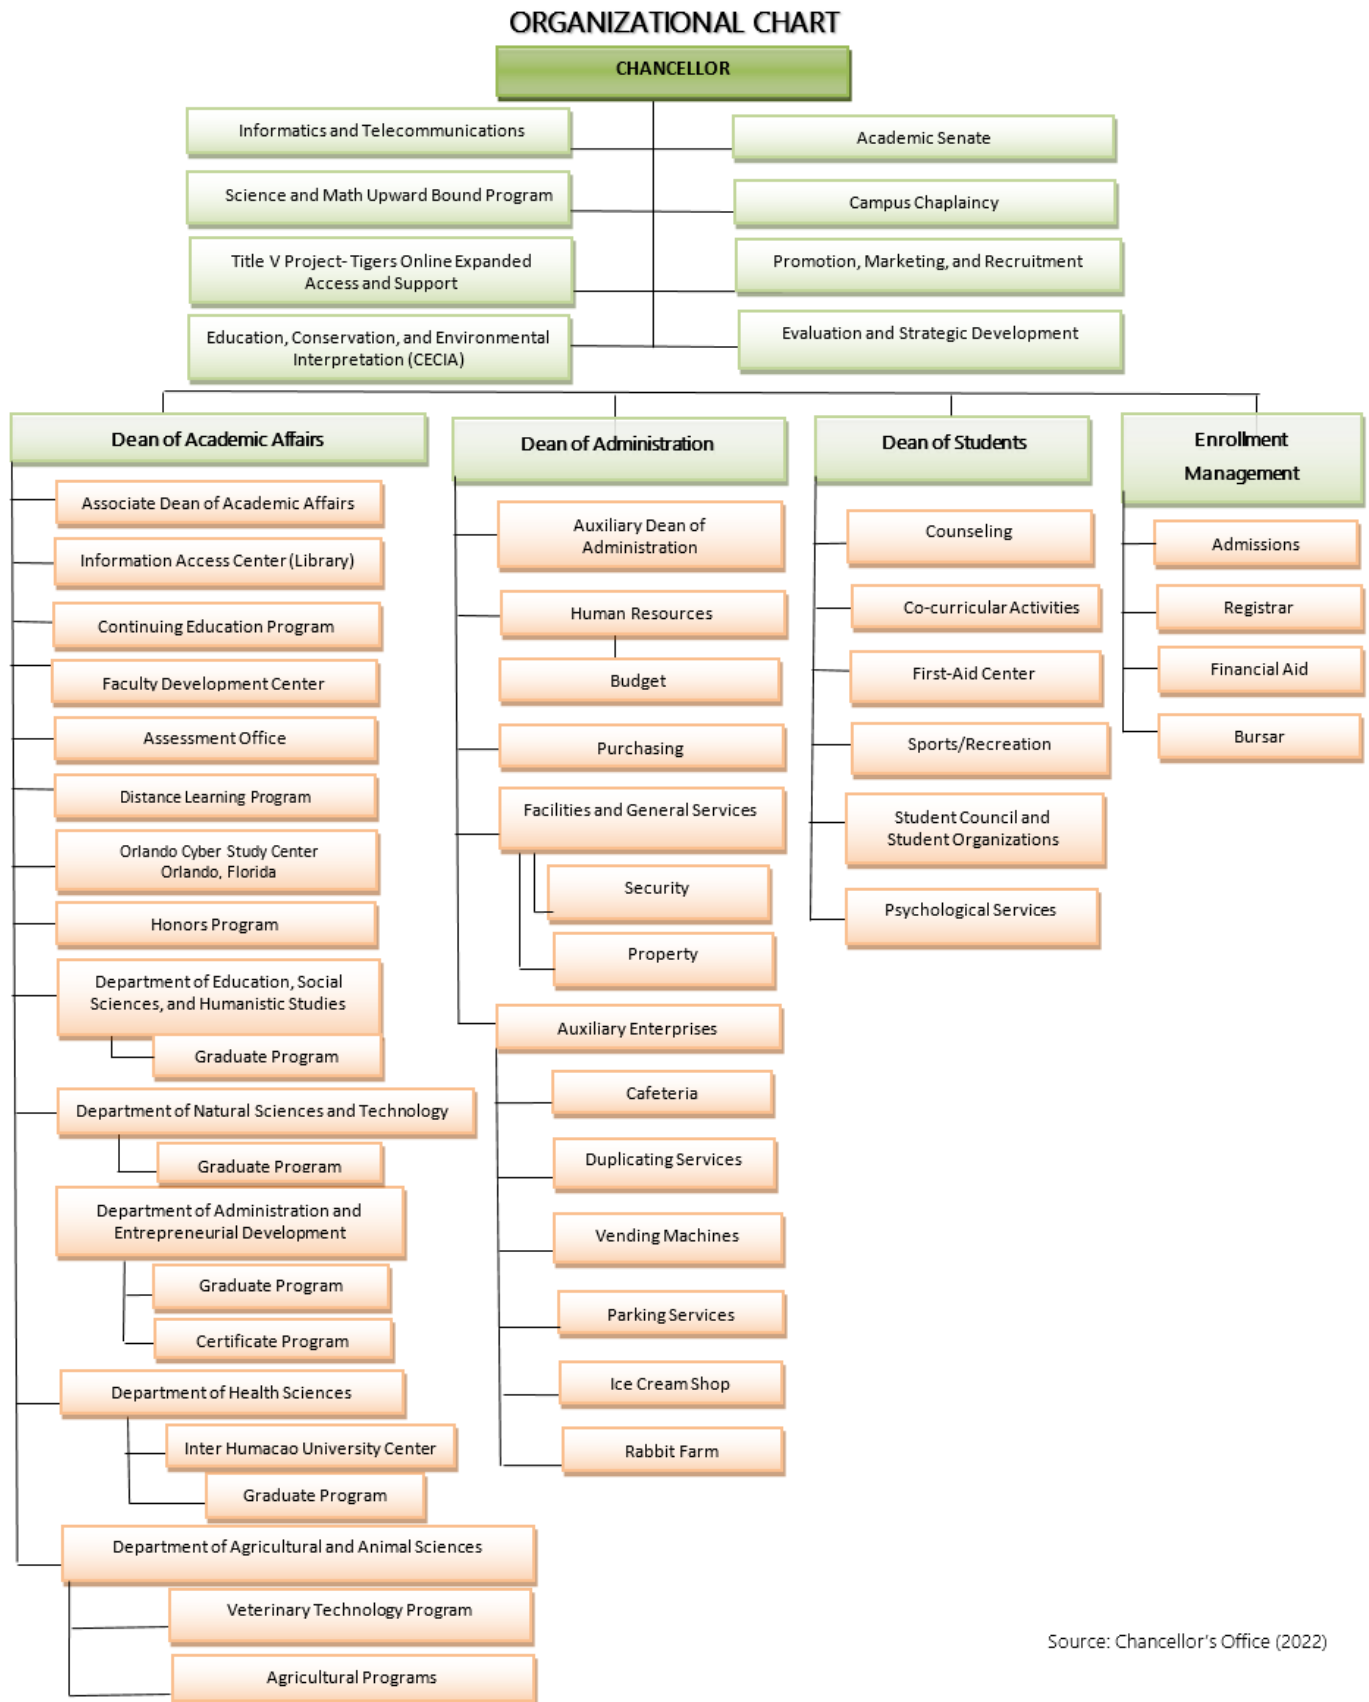 ORGANIZATIONAL CHART
CHANCELLOR
Informatics and Telecommunications
Academic Senate
Science and Math Upward Bound Program
Campus Chaplaincy
Title V Project- Tigers Online Expanded
Access and Support
Promotion, Marketing, and Recruitment
Education, Conservation, and Environmental
Interpretation (CECIA)
Evaluation and Strategic Development
Dean of Academic Affairs
Associate Dean of Academic Affairs
Information Access Center (Library)
Continuing Education Program
Faculty Development Center
Assessment Office
Distance Learning Program
Orlando Cyber Study Center
Orlando, Florida
Honors Program
Department of Education, Social
Sciences, and Humanistic Studies
Graduate Program
Department of Natural Sciences and Technology
Graduate Program
Department of Administration and
Entrepreneurial Development
Graduate Program
Certificate Program
Department of Health Sciences
Inter Humacao University Center
Graduate Program
Department of Agricultural and Animal Sciences
Veterinary Technology Program
Agricultural Programs
Dean of Administration
Auxiliary Dean of
Administration
Human Resources
Budget
Purchasing
Facilities and General Services
Security
Property
Auxiliary Enterprises
Cafeteria
Duplicating Services
Vending Machines
Parking Services
Ice Cream Shop
Rabbit Farm
Dean of Students
Counseling
Co-curricular Activities
First-Aid Center
Sports/Recreation
Student Council and
Student Organizations
Psychological Services
Enrollment
Management
Admissions
Registrar
Financial Aid
Bursar
Source: Chancellor's Office (2022)